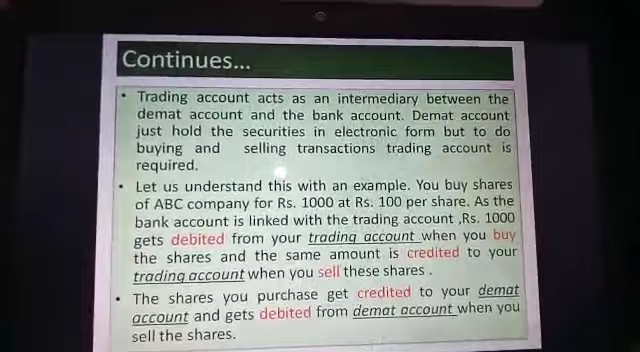 Continues...
• Trading account acts as an intermediary between the
demat account and the bank account. Demat account
just hold the securities in electronic form but to do
buying and selling transactions trading account is
required.
• Let us understand this with an example. You buy shares
of ABC company for Rs. 1000 at Rs. 100 per share. As the
bank account is linked with the trading account ,Rs. 1000
gets debited from your trading account when you buy
the shares and the same amount is credited to your
trading account when you sell these shares .
• The shares you purchase get credited to your demat
account and gets debited from demat account when you
sell the shares.